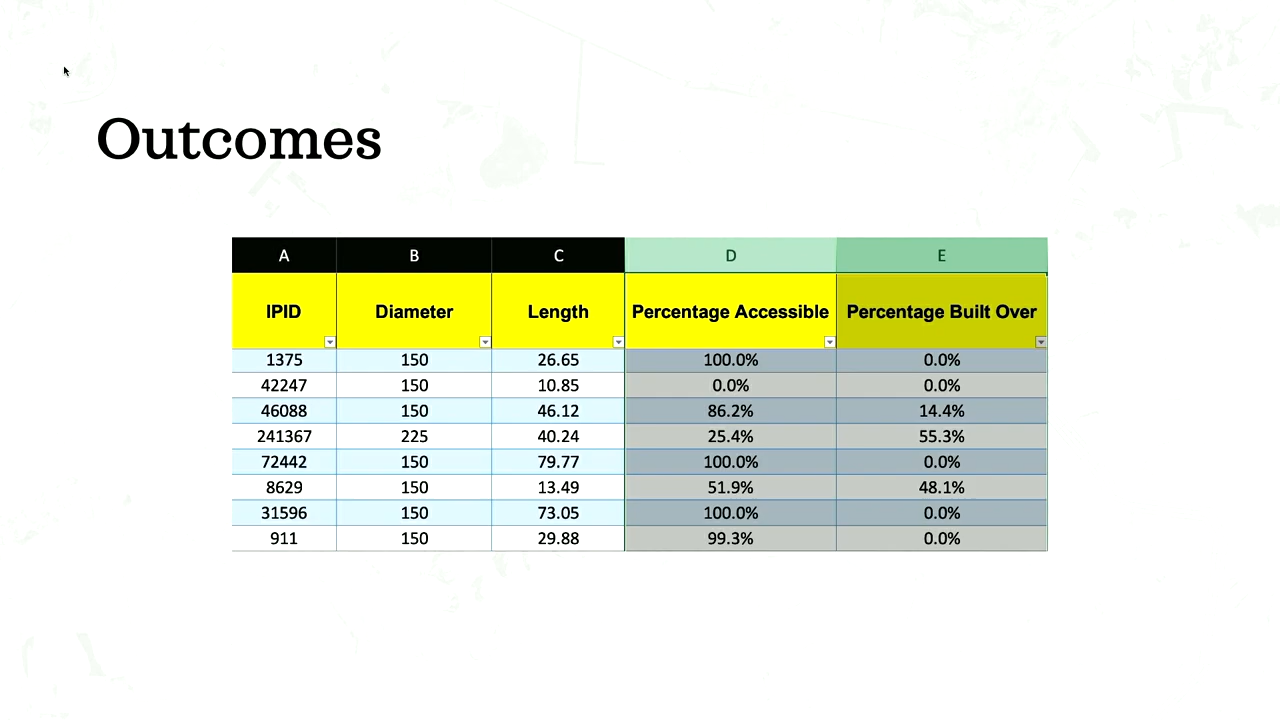 Outcomes
A B C D E
IPID Diameter Length Percentage Accessible Percentage Built Over
1375 150 26.65 100.0% 0.0%
42247 150 10.85 0.0% 0.0%
46088 150 46.12 86.2% 14.4%
241367 225 40.24 25.4% 55.3%
72442 150 79.77 100.0% 0.0%
8629 150 13.49 51.9% 48.1%
31596 150 73.05 100.0% 0.0%
911 150 29.88 99.3% 0.0%